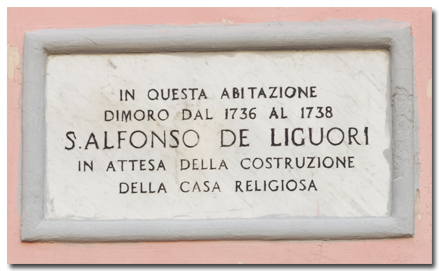 IN QUESTA ABITAZIONE
DIMORO DAL 1736 AL 1738
S.ALFONSO DE LIGUORI
IN ATTESA DELLA COSTRUZIONE
DELLA CASA RELIGIOSA